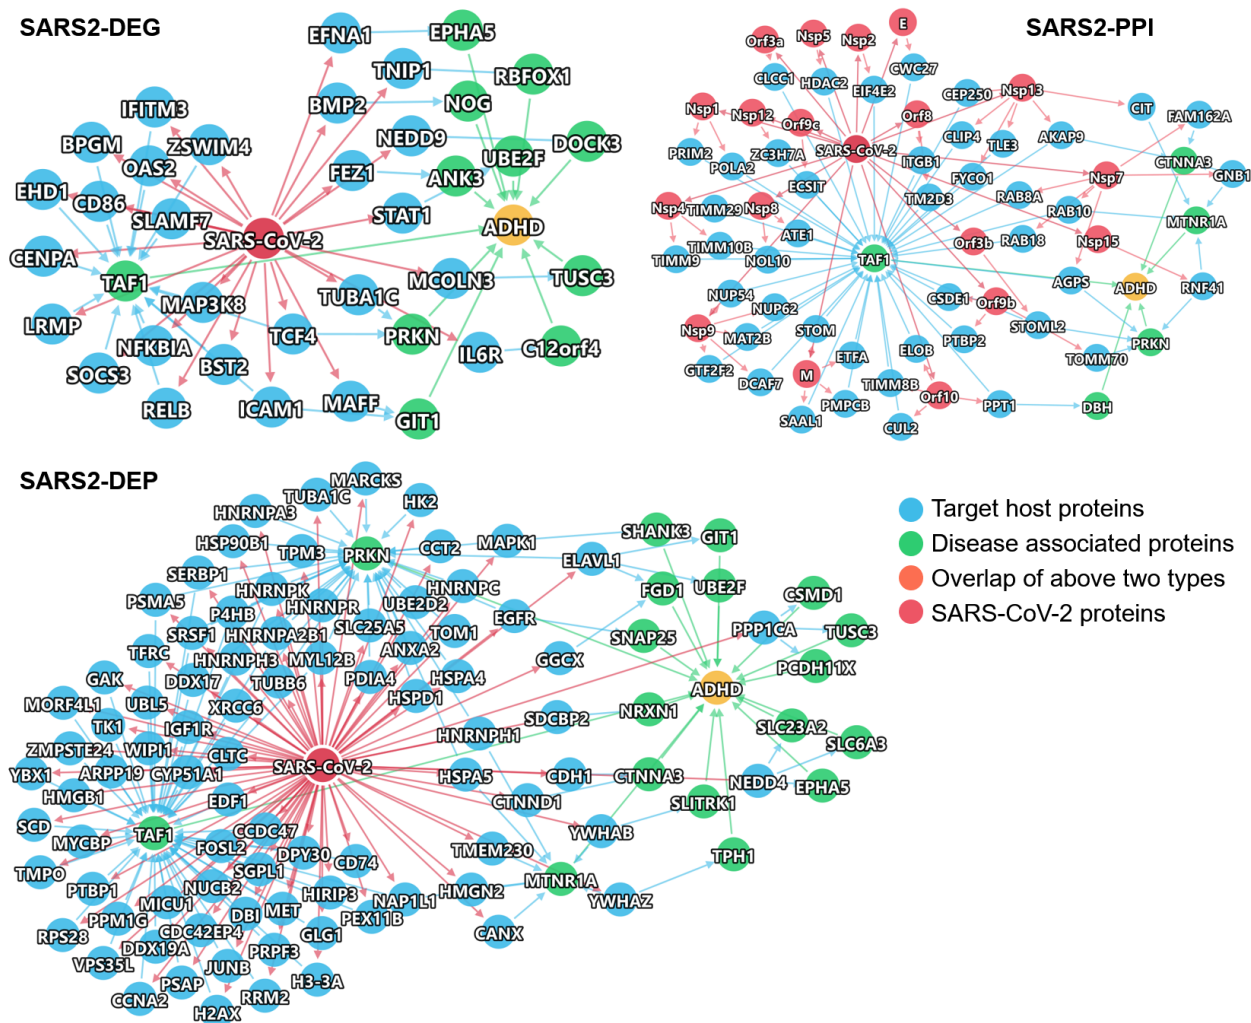 SARS2-DEG
EFNA1
EPHA5
TNIP1
RBFOX1
IFITM3
BMP2
NOG
BPGM
ZSWIM4
NEDD9
DOCK3
OAS2
UBE2F
EHD1
FEZ1
ANK3
CD86
SLAMF7
STAT1
SARS-CoV-2
ADHD
CENPA
TAF1
MCOLN3
TUSC3
MAP3K8
TUBA1C
LRMP
TCF4
PRKN
NFKBIA
IL6R
C12orf4
SOCS3
BST2
RELB
ICAM1
MAFF
GIT1
SARS2-PPI
E
Orf3a
Nsp5
Nsp2
CLCC1
HDAC2
EIF4E2
CWC27
CEP250
Nsp13
Nsp1
Nsp12
Orf9c
Orf8
CIT
FAM162A
CLIP4
TLE3
AKAP9
PRIM2
POLA2
ZC3H7A
SARS-CoV-2
ITGB1
CTNNA3
ECSIT
FYCO1
Nsp7
GNB1
Nsp4
TIMM29
Nsp8
TM2D3
RAB8A
RAB10
MTNR1A
ATE1
Orf3b
RAB18
Nsp15
TIMM9
TIMM10B
NOL10
TAF1
AGPS
ADHD
RNF41
NUP54
NUP62
CSDE1
Orf9b
STOML2
Nsp9
MAT2B
STOM
PTBP2
PRKN
GTF2F2
DCAF7
ETFA
ELOB
TOMM70
M
TIMM8B
Orf10
SAAL1
PMPCB
CUL2
PPT1
DBH
SARS2-DEP
MARCKS
TUBA1C
HK2
HNRNPA3
HSP90B1
TPM3
PRKN
CCT2
MAPK1
SHANK3
GIT1
ELAVL1
SERBP1
HNRNPK
HNRNPC
FGD1
UBE2F
CSMD1
PSMA5
P4HB
HNRNPR
UBE2D2
EGFR
SRSF1
HNRNPA2B1
SLC25A5
TOM1
SNAP25
PPP1CA
TUSC3
TFRC
HNRNPH3
MYL12B
ANXA2
GGCX
PCDH11X
GAK
DDX17
TUBB6
PDIA4
HSPA4
ADHD
MORF4L1
UBL5
XRCC6
HSPD1
NRXN1
TK1
IGF1R
HNRNPH1
SDCBP2
SLC23A2
ZMPSTE24
WIPI1
CLTC
SLC6A3
YBX1
ARPP19
CYP51A1
SARS-CoV-2
HSPA5
CDH1
CTNNA3
NEDD4
EPHA5
HMGB1
EDF1
CTNND1
SLITRK1
SCD
MYCBP
TAF1
CCDC47
YWHAB
FOSL2
DPY30
CD74
TMEM230
TPH1
TMPO
PTBP1
SGPL1
MTNR1A
NUCB2
HIRIP3
NAP1L1
HMGN2
YWHAZ
MICU1
DBI
MET
PEX11B
RPS28
PPM1G
CDC42EP4
GLG1
CANX
VPS35L
DDX19A
PRPF3
JUNB
CCNA2
PSAP
RRM2
H3-3A
H2AX
Target host proteins
Disease associated proteins
Overlap of above two types
SARS-CoV-2 proteins